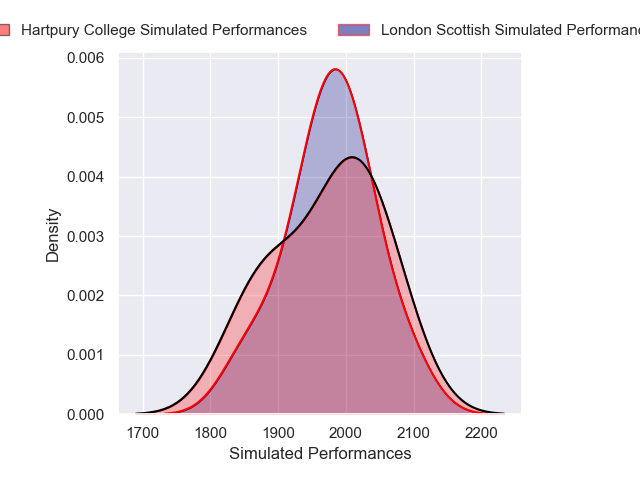 Hartpury College Simulated Performances London Scottish Simulated
0.006
0.005
0.004
0.003
0.002
0.001
0.000
Density
1700 1800 1900 2000 2100 2200
Simulated Performances